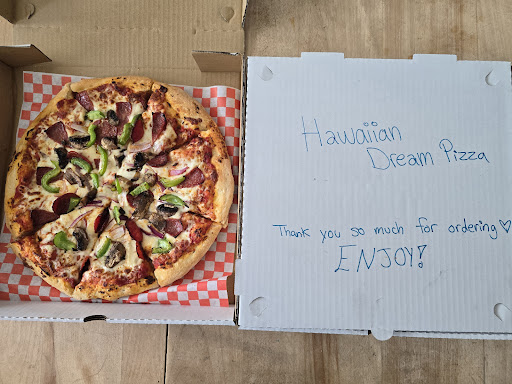 Hawaiian
Dream Pizza
Thank you so much for ordering♡
ENJOY!